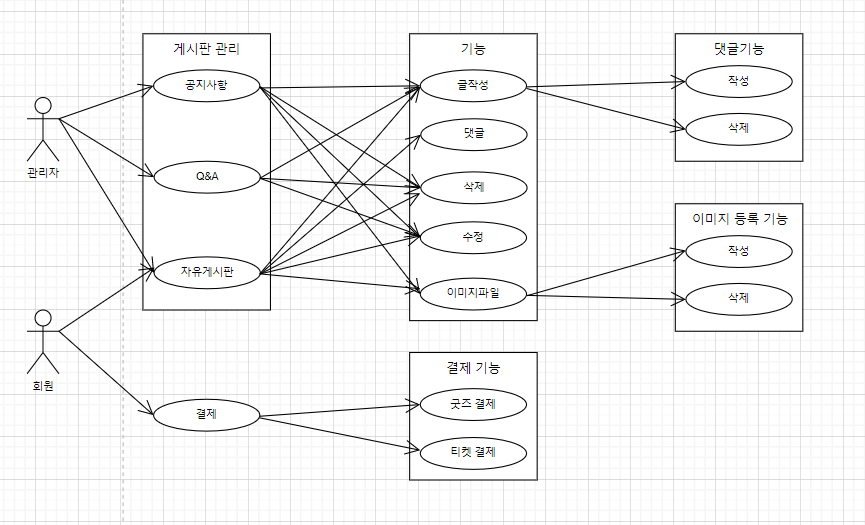 게시판 관리
공지사항
Q&A
자유게시판
관리자
회원
결제
기능
글작성
댓글
삭제
수정
이미지파일
결제 기능
굿즈 결제
티켓 결제
댓글기능
작성
삭제
이미지 등록 기능
작성
삭제